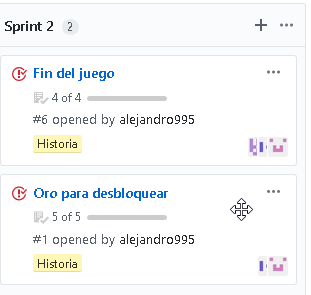 Sprint 2 2
Fin del juego
4 of 4
#6 opened by alejandro995
Historia
Oro para desbloquear
5 of 5
#1 opened by alejandro995
Historia